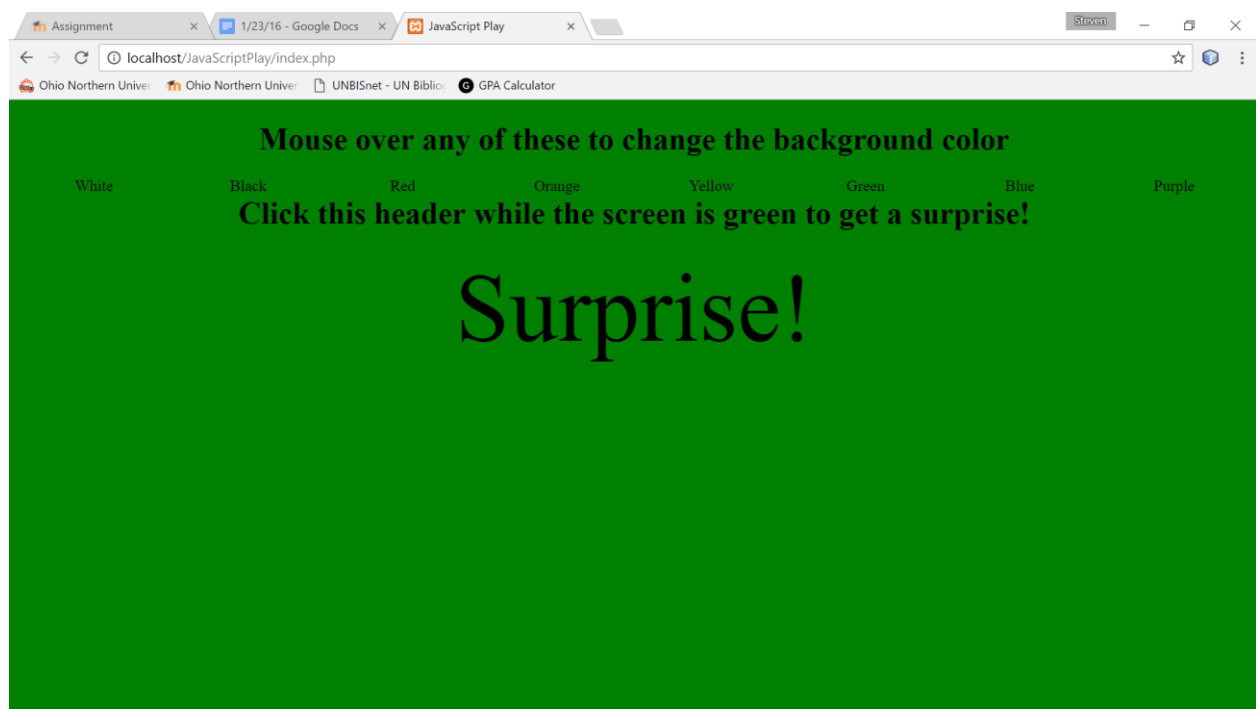 Assignment 1/23/16 - Google Docs JavaScript Play Steven
localhost/JavaScriptPlay/index.php
Ohio Northern Univer Ohio Northern Univer UNBISnet - UN Bibliog G GPA Calculator
Mouse over any of these to change the background color
White Black Red Orange Yellow Green Blue Purple
Click this header while the screen is green to get a surprise!
Surprise!